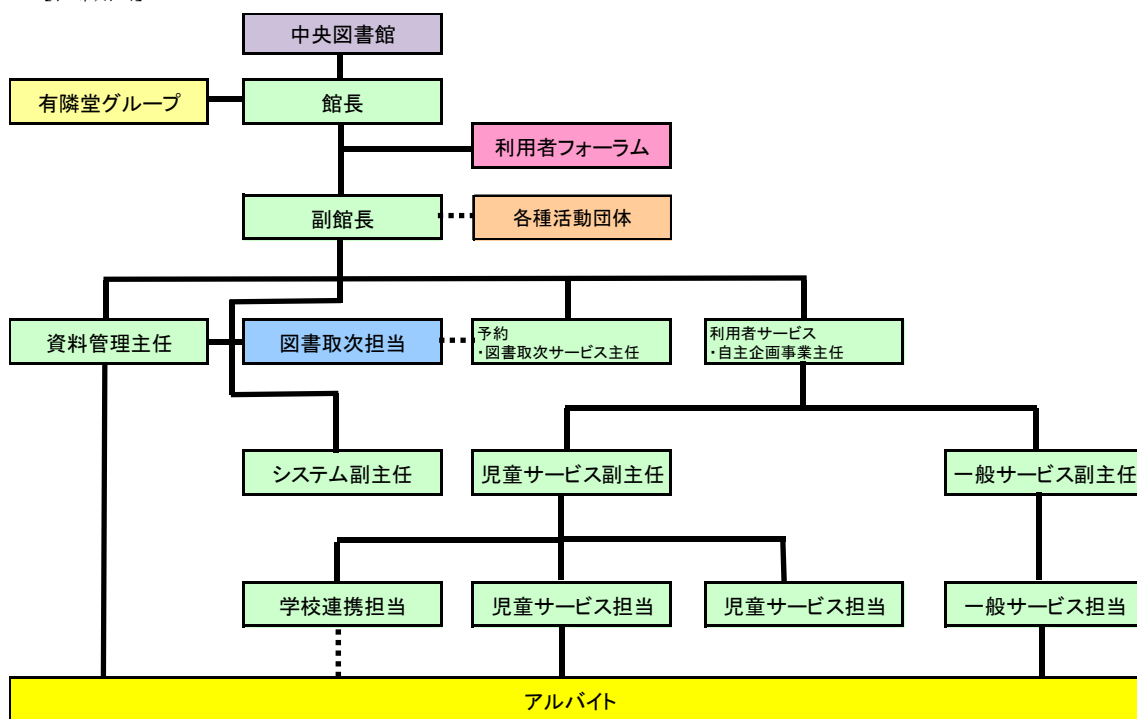 中央図書館
有隣堂グループ
館長
利用者フォーラム
副館長
各種活動団体
資料管理主任
図書取次担当
予約
・図書取次サービス主任
利用者サービス
・自主企画事業主任
システム副主任
児童サービス副主任
一般サービス副主任
学校連携担当
児童サービス担当
児童サービス担当
一般サービス担当
アルバイト